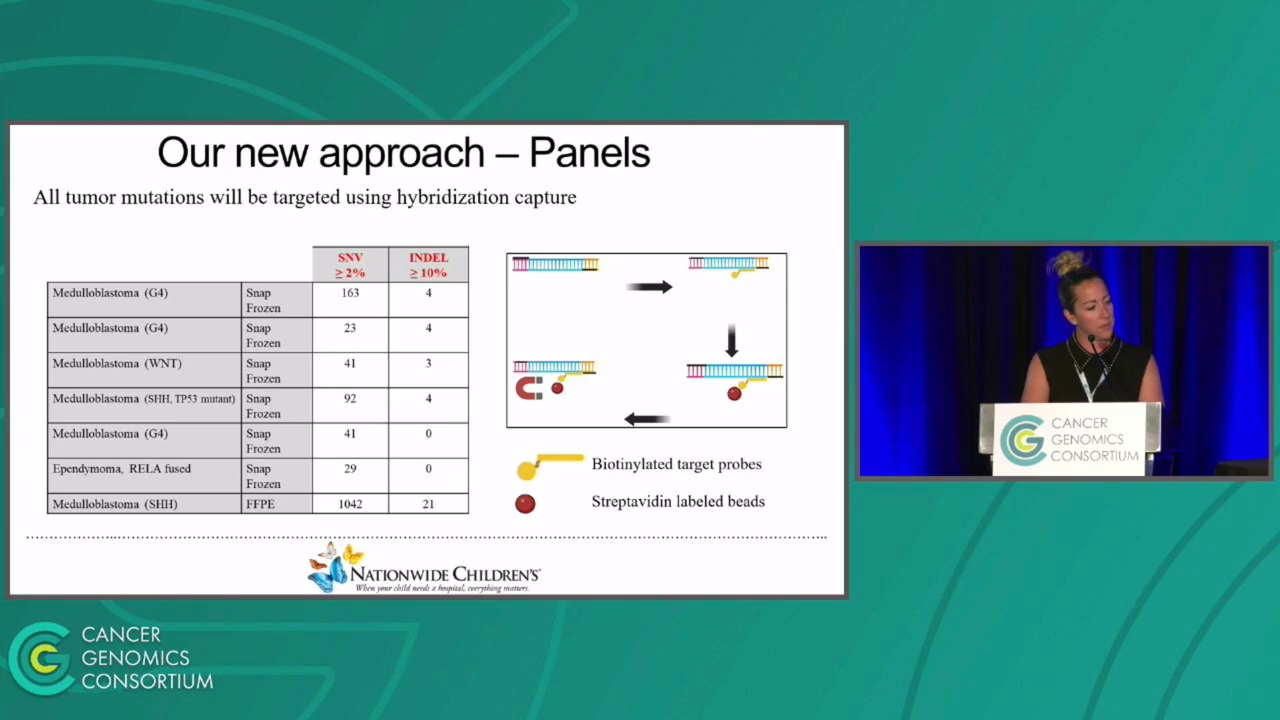 Our new approach – Panels
All tumor mutations will be targeted using hybridization capture
SNV INDEL
≥ 2% ≥ 10%
Medulloblastoma (G4) Snap Frozen 163 4
Medulloblastoma (G4) Snap Frozen 23 4
Medulloblastoma (WNT) Snap Frozen 41 3
Medulloblastoma (SHH, TP53 mutant) Snap Frozen 92 4
Medulloblastoma (G4) Snap Frozen 41 0
Ependymoma, RELA fused Snap Frozen 29 0
Medulloblastoma (SHH) FFPE 1042 21
Biotinylated target probes
Streptavidin labeled beads
NATIONWIDE CHILDREN'S
When your child needs a hospital, everything matters.
CANCER
GENOMICS
CONSORTIUM
CANCER
GENOMICS
CONSORTIUM